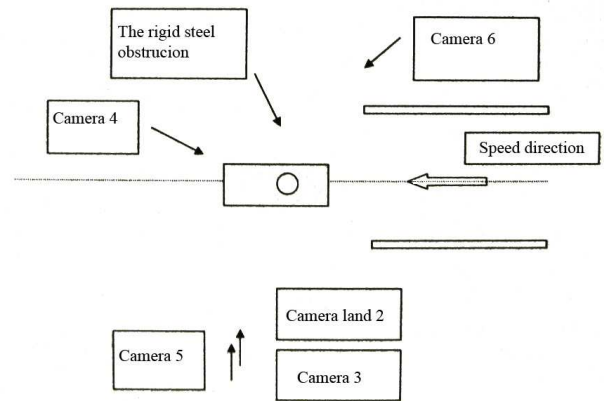 The rigid steel
obstrucion
Camera 6
Camera 4
Speed direction
Camera land 2
Camera 5
Camera 3